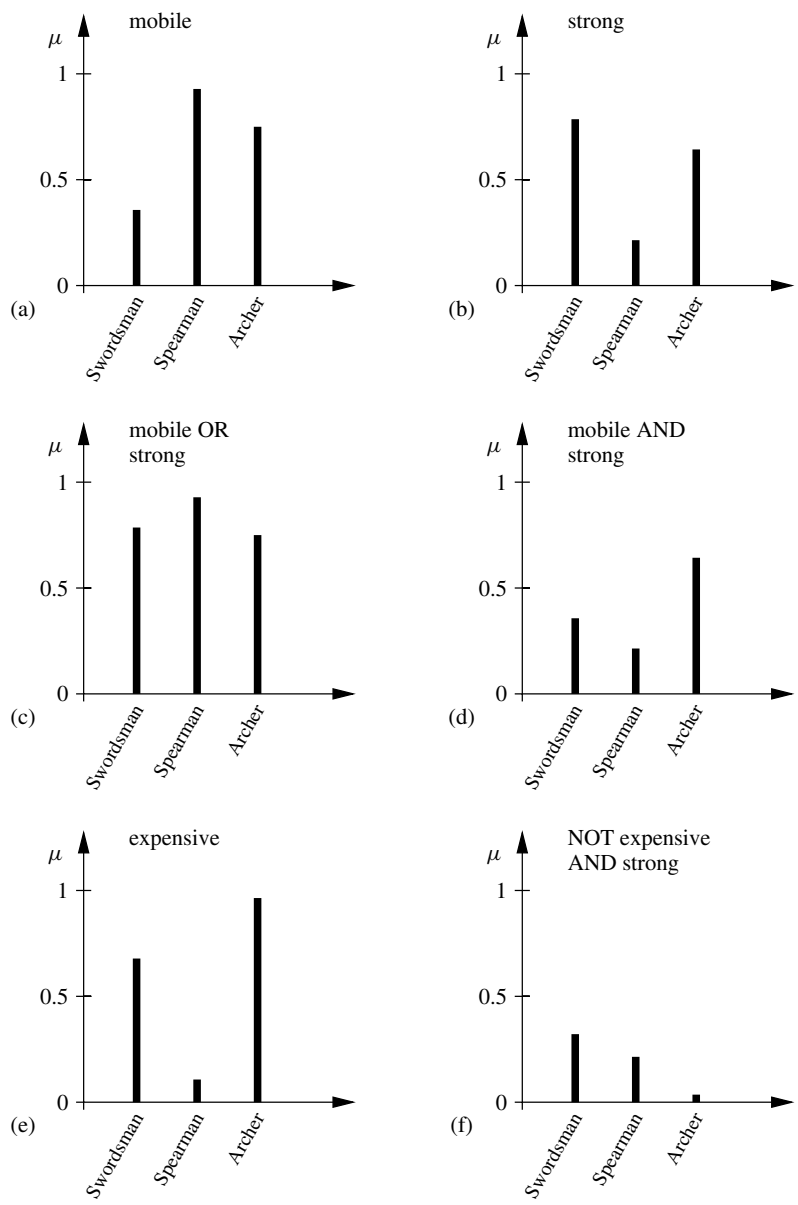 mobile
μ
1
0.5
0
Swordsman
Spearman
Archer
(a)
strong
μ
1
0.5
0
Swordsman
Spearman
Archer
(b)
mobile OR
strong
μ
1
0.5
0
Swordsman
Spearman
Archer
(c)
mobile AND
strong
μ
1
0.5
0
Swordsman
Spearman
Archer
(d)
expensive
μ
1
0.5
0
Swordsman
Spearman
Archer
(e)
NOT expensive
AND strong
μ
1
0.5
0
Swordsman
Spearman
Archer
(f)